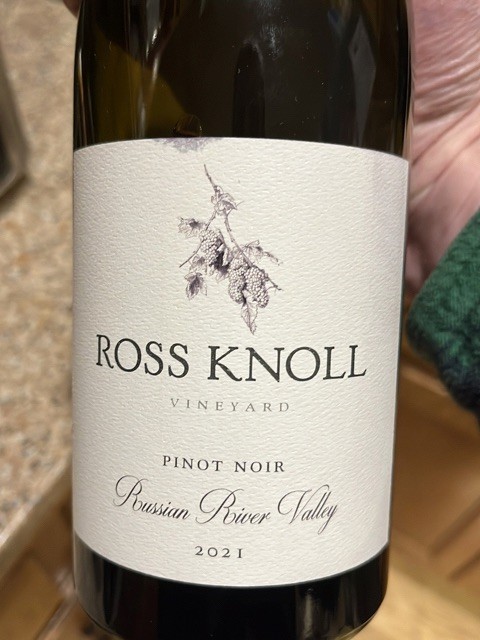 ROSS KNOLL
VINEYARD
PINOT NOIR
Russian River Valley
2021